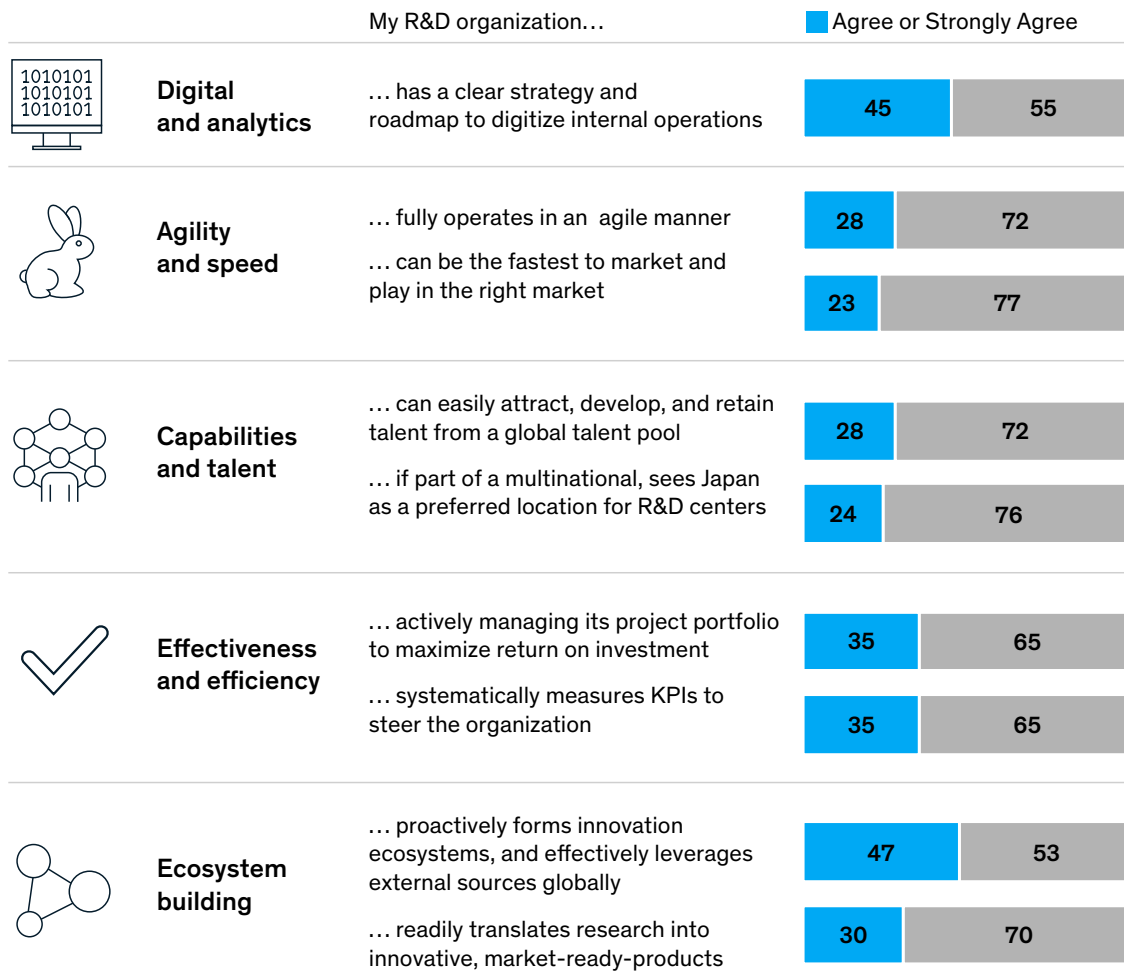 My R&D organization…
Agree or Strongly Agree
1010101
1010101
1010101
Digital
and analytics
… has a clear strategy and
roadmap to digitize internal operations
45 55
Agility
and speed
… fully operates in an agile manner
28 72
… can be the fastest to market and
play in the right market
23 77
Capabilities
and talent
… can easily attract, develop, and retain
talent from a global talent pool
28 72
… if part of a multinational, sees Japan
as a preferred location for R&D centers
24 76
Effectiveness
and efficiency
… actively managing its project portfolio
to maximize return on investment
35 65
… systematically measures KPIs to
steer the organization
35 65
Ecosystem
building
… proactively forms innovation
ecosystems, and effectively leverages
external sources globally
47 53
… readily translates research into
innovative, market-ready-products
30 70